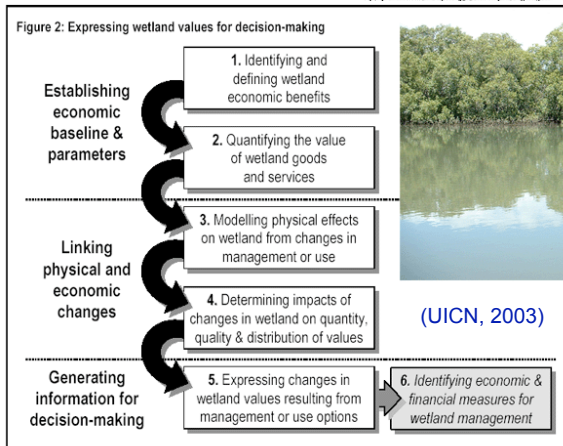 Figure 2: Expressing wetland values for decision-making
Establishing
economic
baseline &
parameters
1. Identifying and
defining wetland
economic benefits
2. Quantifying the value
of wetland goods
and services
Linking
physical and
economic
changes
3. Modelling physical effects
on wetland from changes in
management or use
4. Determining impacts of
changes in wetland on quantity,
quality & distribution of values
(UICN, 2003)
Generating
information for
decision-making
5. Expressing changes in
wetland values resulting from
management or use options
6. Identifying economic &
financial measures for
wetland management